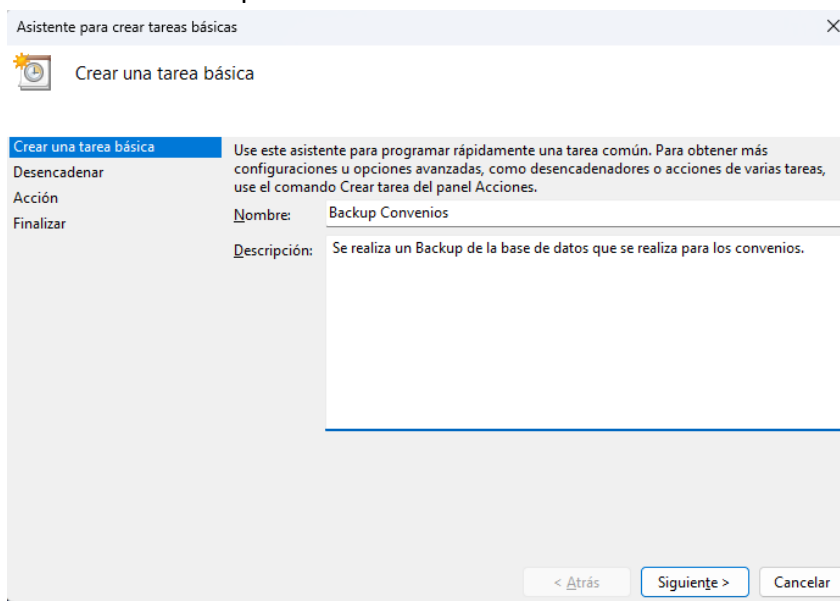 Asistente para crear tareas básicas
Crear una tarea básica
Crear una tarea básica
Desencadenar
Acción
Finalizar
Use este asistente para programar rápidamente una tarea común. Para obtener más
configuraciones u opciones avanzadas, como desencadenadores o acciones de varias tareas,
use el comando Crear tarea del panel Acciones.
Nombre: Backup Convenios
Descripción: Se realiza un Backup de la base de datos que se realiza para los convenios.
< Atrás Siguiente > Cancelar